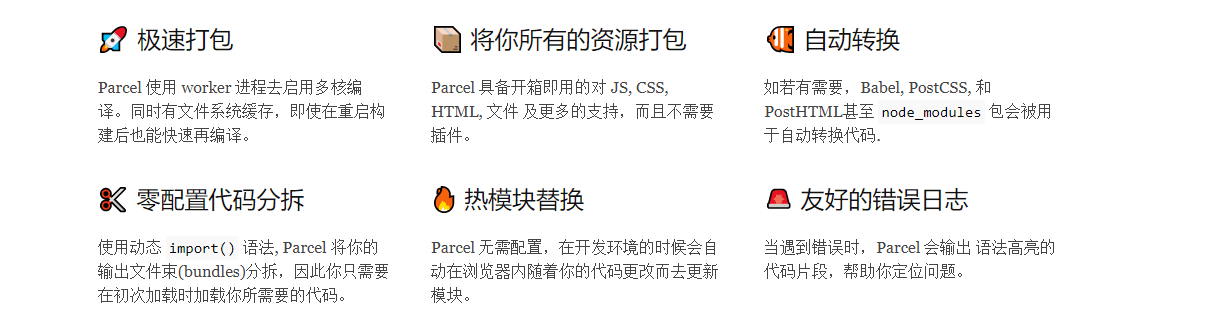 极速打包
Parcel 使用 worker 进程去启用多核编
译。同时有文件系统缓存，即使在重启构
建后也能快速再编译。
将你所有的资源打包
Parcel 具备开箱即用的对 JS, CSS,
HTML, 文件 及更多的支持，而且不需要
插件。
自动转换
如若有需要，Babel, PostCSS, 和
PostHTML甚至 node_modules 包会被用
于自动转换代码.
零配置代码分拆
使用动态 import() 语法, Parcel 将你的
输出文件束(bundles)分拆，因此你只需要
在初次加载时加载你所需要的代码。
热模块替换
Parcel 无需配置，在开发环境的时候会自
动在浏览器内随着你的代码更改而去更新
模块。
友好的错误日志
当遇到错误时，Parcel 会输出 语法高亮的
代码片段，帮助你定位问题。